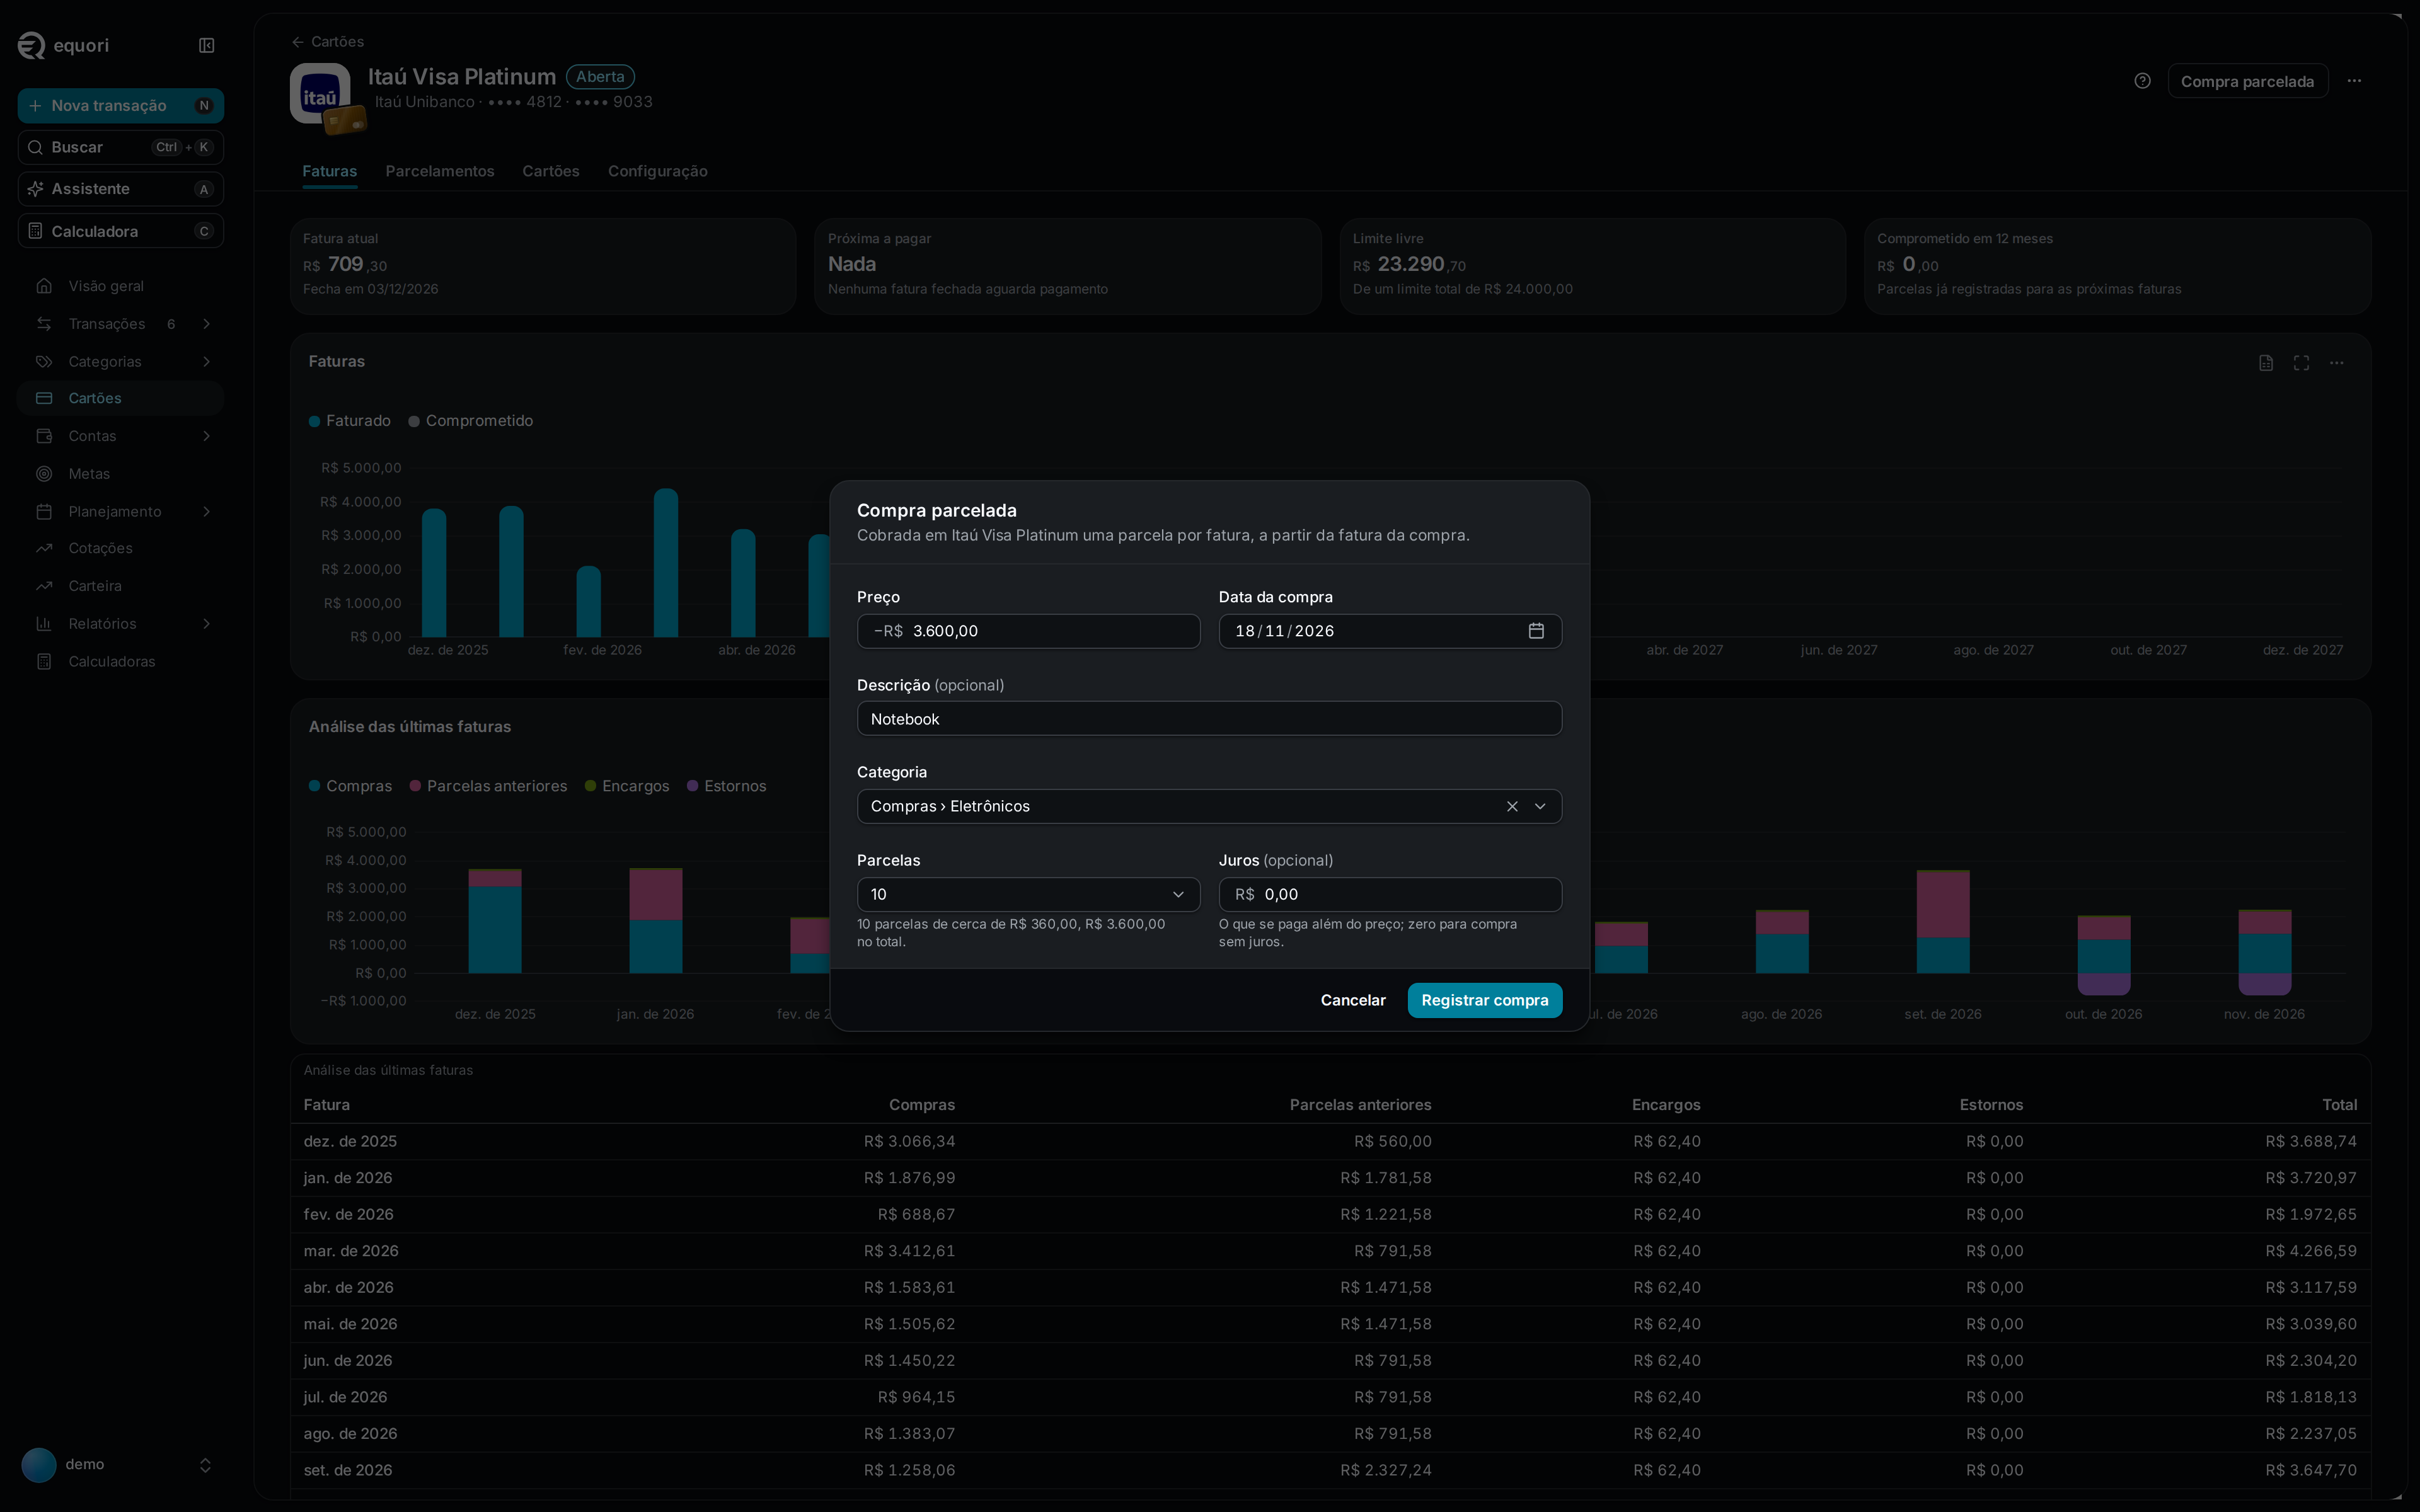 equori
Nova transação N
Buscar Ctrl + K
Assistente A
Calculadora C
Visão geral
Transações 6
Categorias
Cartões
Contas
Metas
Planejamento
Cotações
Carteira
Relatórios
Calculadoras
demo
Cartões
itaú
Itaú Visa Platinum Aberta
Itaú Unibanco · •••• 4812 · •••• 9033
Compra parcelada
Faturas Parcelamentos Cartões Configuração
Fatura atual
R$ 709,30
Fecha em 03/12/2026
Próxima a pagar
Nada
Nenhuma fatura fechada aguarda pagamento
Limite livre
R$ 23.290,70
De um limite total de R$ 24.000,00
Comprometido em 12 meses
R$ 0,00
Parcelas já registradas para as próximas faturas
Faturas
Faturado Comprometido
R$ 5.000,00
R$ 4.000,00
R$ 3.000,00
R$ 2.000,00
R$ 1.000,00
R$ 0,00
dez. de 2025 fev. de 2026 abr. de 2026 abr. de 2027 jun. de 2027 ago. de 2027 out. de 2027 dez. de 2027
Compra parcelada
Cobrada em Itaú Visa Platinum uma parcela por fatura, a partir da fatura da compra.
Preço
−R$ 3.600,00
Data da compra
18/11/2026
Descrição (opcional)
Notebook
Categoria
Compras › Eletrônicos
Parcelas
10
10 parcelas de cerca de R$ 360,00, R$ 3.600,00
no total.
Juros (opcional)
R$ 0,00
O que se paga além do preço; zero para compra
sem juros.
Cancelar Registrar compra
Análise das últimas faturas
Compras Parcelas anteriores Encargos Estornos
R$ 5.000,00
R$ 4.000,00
R$ 3.000,00
R$ 2.000,00
R$ 1.000,00
R$ 0,00
−R$ 1.000,00
dez. de 2025 jan. de 2026 fev. de 2 ul. de 2026 ago. de 2026 set. de 2026 out. de 2026 nov. de 2026
Análise das últimas faturas
Fatura Compras Parcelas anteriores Encargos Estornos Total
dez. de 2025 R$ 3.066,34 R$ 560,00 R$ 62,40 R$ 0,00 R$ 3.688,74
jan. de 2026 R$ 1.876,99 R$ 1.781,58 R$ 62,40 R$ 0,00 R$ 3.720,97
fev. de 2026 R$ 688,67 R$ 1.221,58 R$ 62,40 R$ 0,00 R$ 1.972,65
mar. de 2026 R$ 3.412,61 R$ 791,58 R$ 62,40 R$ 0,00 R$ 4.266,59
abr. de 2026 R$ 1.583,61 R$ 1.471,58 R$ 62,40 R$ 0,00 R$ 3.117,59
mai. de 2026 R$ 1.505,62 R$ 1.471,58 R$ 62,40 R$ 0,00 R$ 3.039,60
jun. de 2026 R$ 1.450,22 R$ 791,58 R$ 62,40 R$ 0,00 R$ 2.304,20
jul. de 2026 R$ 964,15 R$ 791,58 R$ 62,40 R$ 0,00 R$ 1.818,13
ago. de 2026 R$ 1.383,07 R$ 791,58 R$ 62,40 R$ 0,00 R$ 2.237,05
set. de 2026 R$ 1.258,06 R$ 2.327,24 R$ 62,40 R$ 0,00 R$ 3.647,70